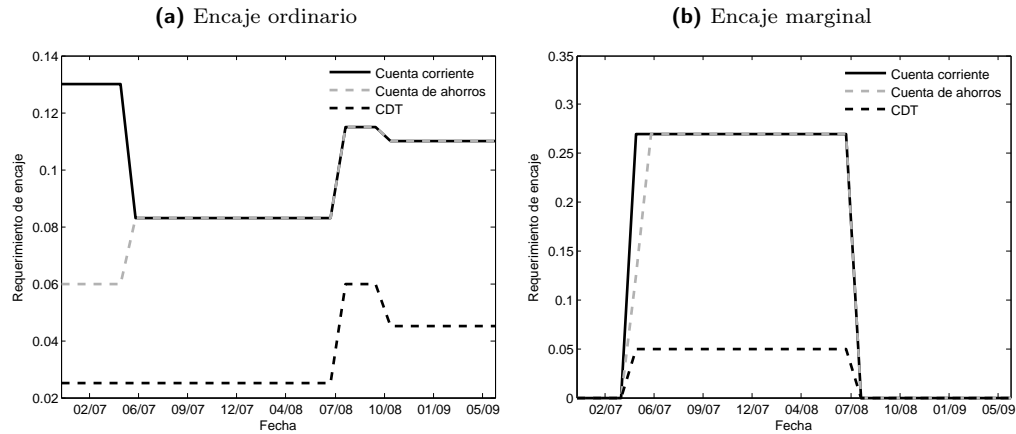 (a) Encaje ordinario
0.14
0.12
0.1
0.08
0.06
0.04
0.02
Requerimiento de encaje
Cuenta corriente
Cuenta de ahorros
CDT
02/07 06/07 09/07 12/07 04/08 07/08 10/08 01/09 05/09
Fecha
(b) Encaje marginal
0.35
0.3
0.25
0.2
0.15
0.1
0.05
0
Requerimiento de encaje
Cuenta corriente
Cuenta de ahorros
CDT
02/07 06/07 09/07 12/07 04/08 07/08 10/08 01/09 05/09
Fecha